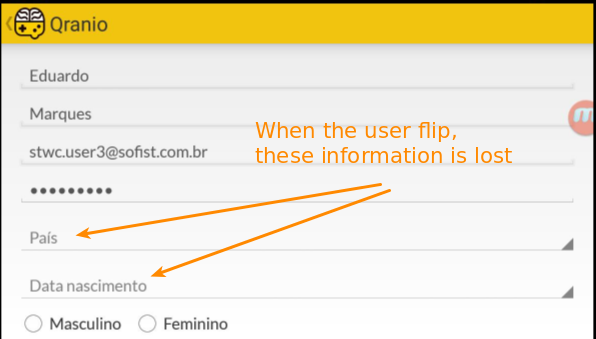 Qranio
Eduardo
Marques
When the user flip,
these information is lost
stwc.user3@sofist.com.br
•••••••••
País
Data nascimento
Masculino Feminino